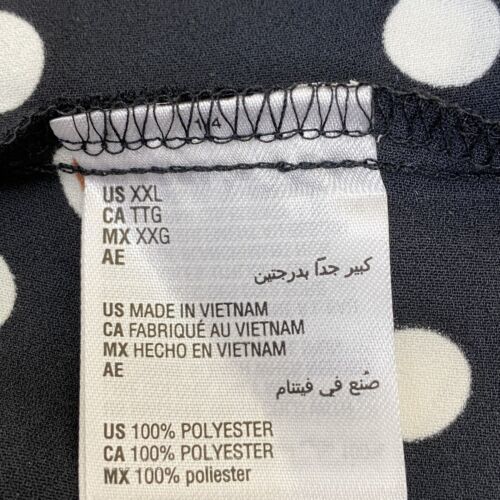 US XXL
CA TTG
MX XXG
AE
كبير جدًا بدرجتين
US MADE IN VIETNAM
CA FABRIQUÉ AU VIETNAM
MX HECHO EN VIETNAM
AE
صُنع في فيتنام
US 100% POLYESTER
CA 100% POLYESTER
MX 100% poliester